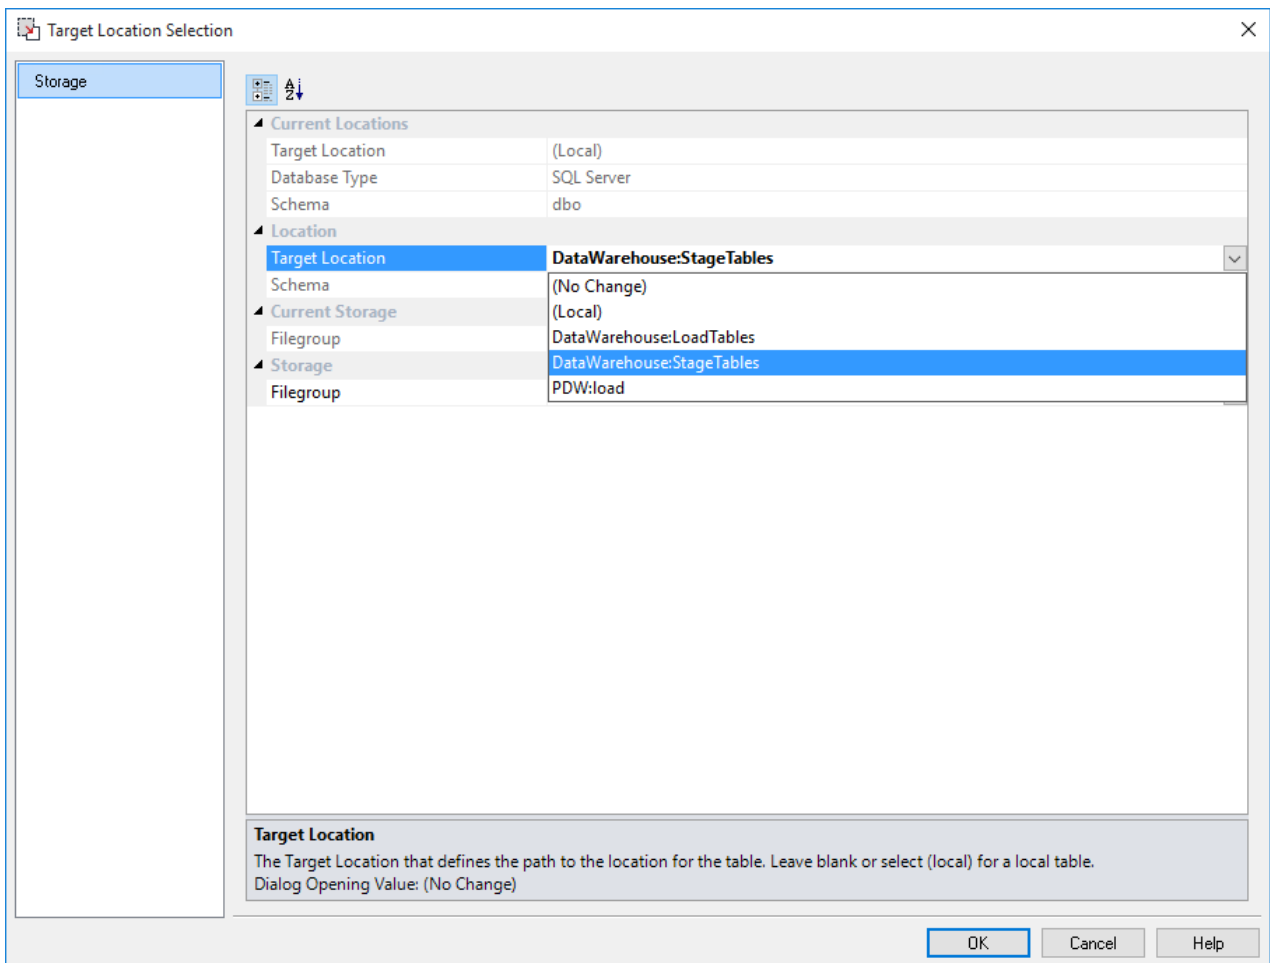 Target Location Selection
Storage
Current Locations
Target Location (Local)
Database Type SQL Server
Schema dbo
Location
Target Location DataWarehouse:StageTables
Schema (No Change)
(Local)
Current Storage
Filegroup DataWarehouse:LoadTables
Storage DataWarehouse:StageTables
Filegroup PDW:load
Target Location
The Target Location that defines the path to the location for the table. Leave blank or select (local) for a local table.
Dialog Opening Value: (No Change)
OK Cancel Help